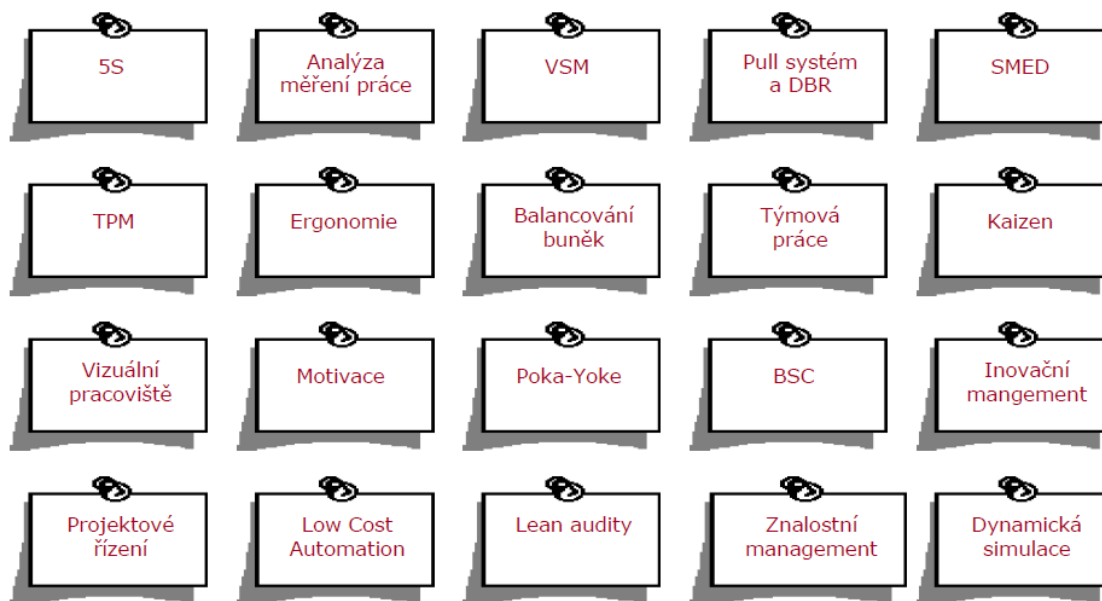 5S
Analýza
měření práce
VSM
Pull systém
a DBR
SMED
TPM
Ergonomie
Balancování
buněk
Týmová
práce
Kaizen
Vizuální
pracoviště
Motivace
Poka-Yoke
BSC
Inovační
mangement
Projektové
řízení
Low Cost
Automation
Lean audity
Znalostní
management
Dynamická
simulace